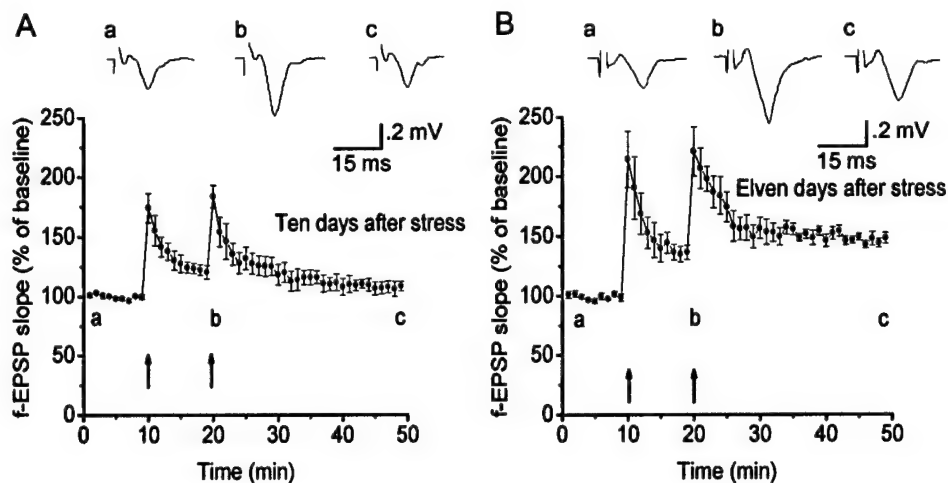 A
a
b
c
250
200
150
100
50
0
f-EPSP slope (% of baseline)
.2 mV
15 ms
Ten days after stress
a
b
c
0 10 20 30 40 50
Time (min)
B
a
b
c
250
200
150
100
50
0
f-EPSP slope (% of baseline)
.2 mV
15 ms
Elven days after stress
a
b
c
0 10 20 30 40 50
Time (min)